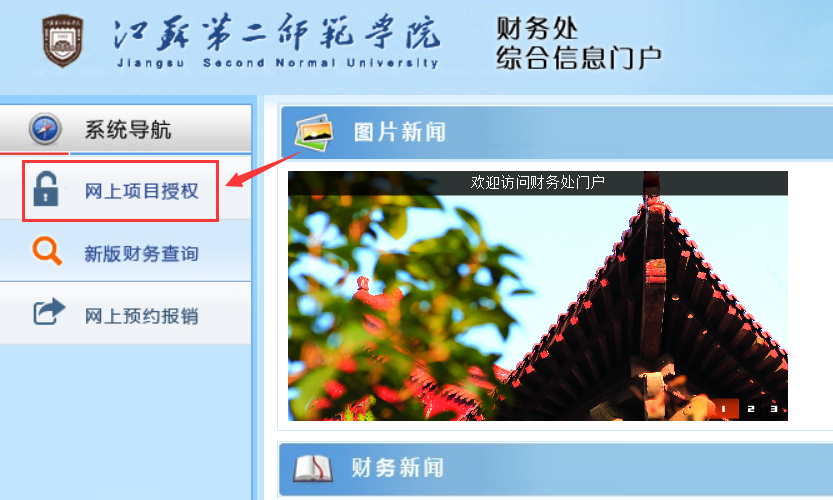 江苏第二师范学院
Jiangsu Second Normal University
财务处
综合信息门户
系统导航
网上项目授权
新版财务查询
网上预约报销
图片新闻
欢迎访问财务处门户
1 2 3
财务新闻